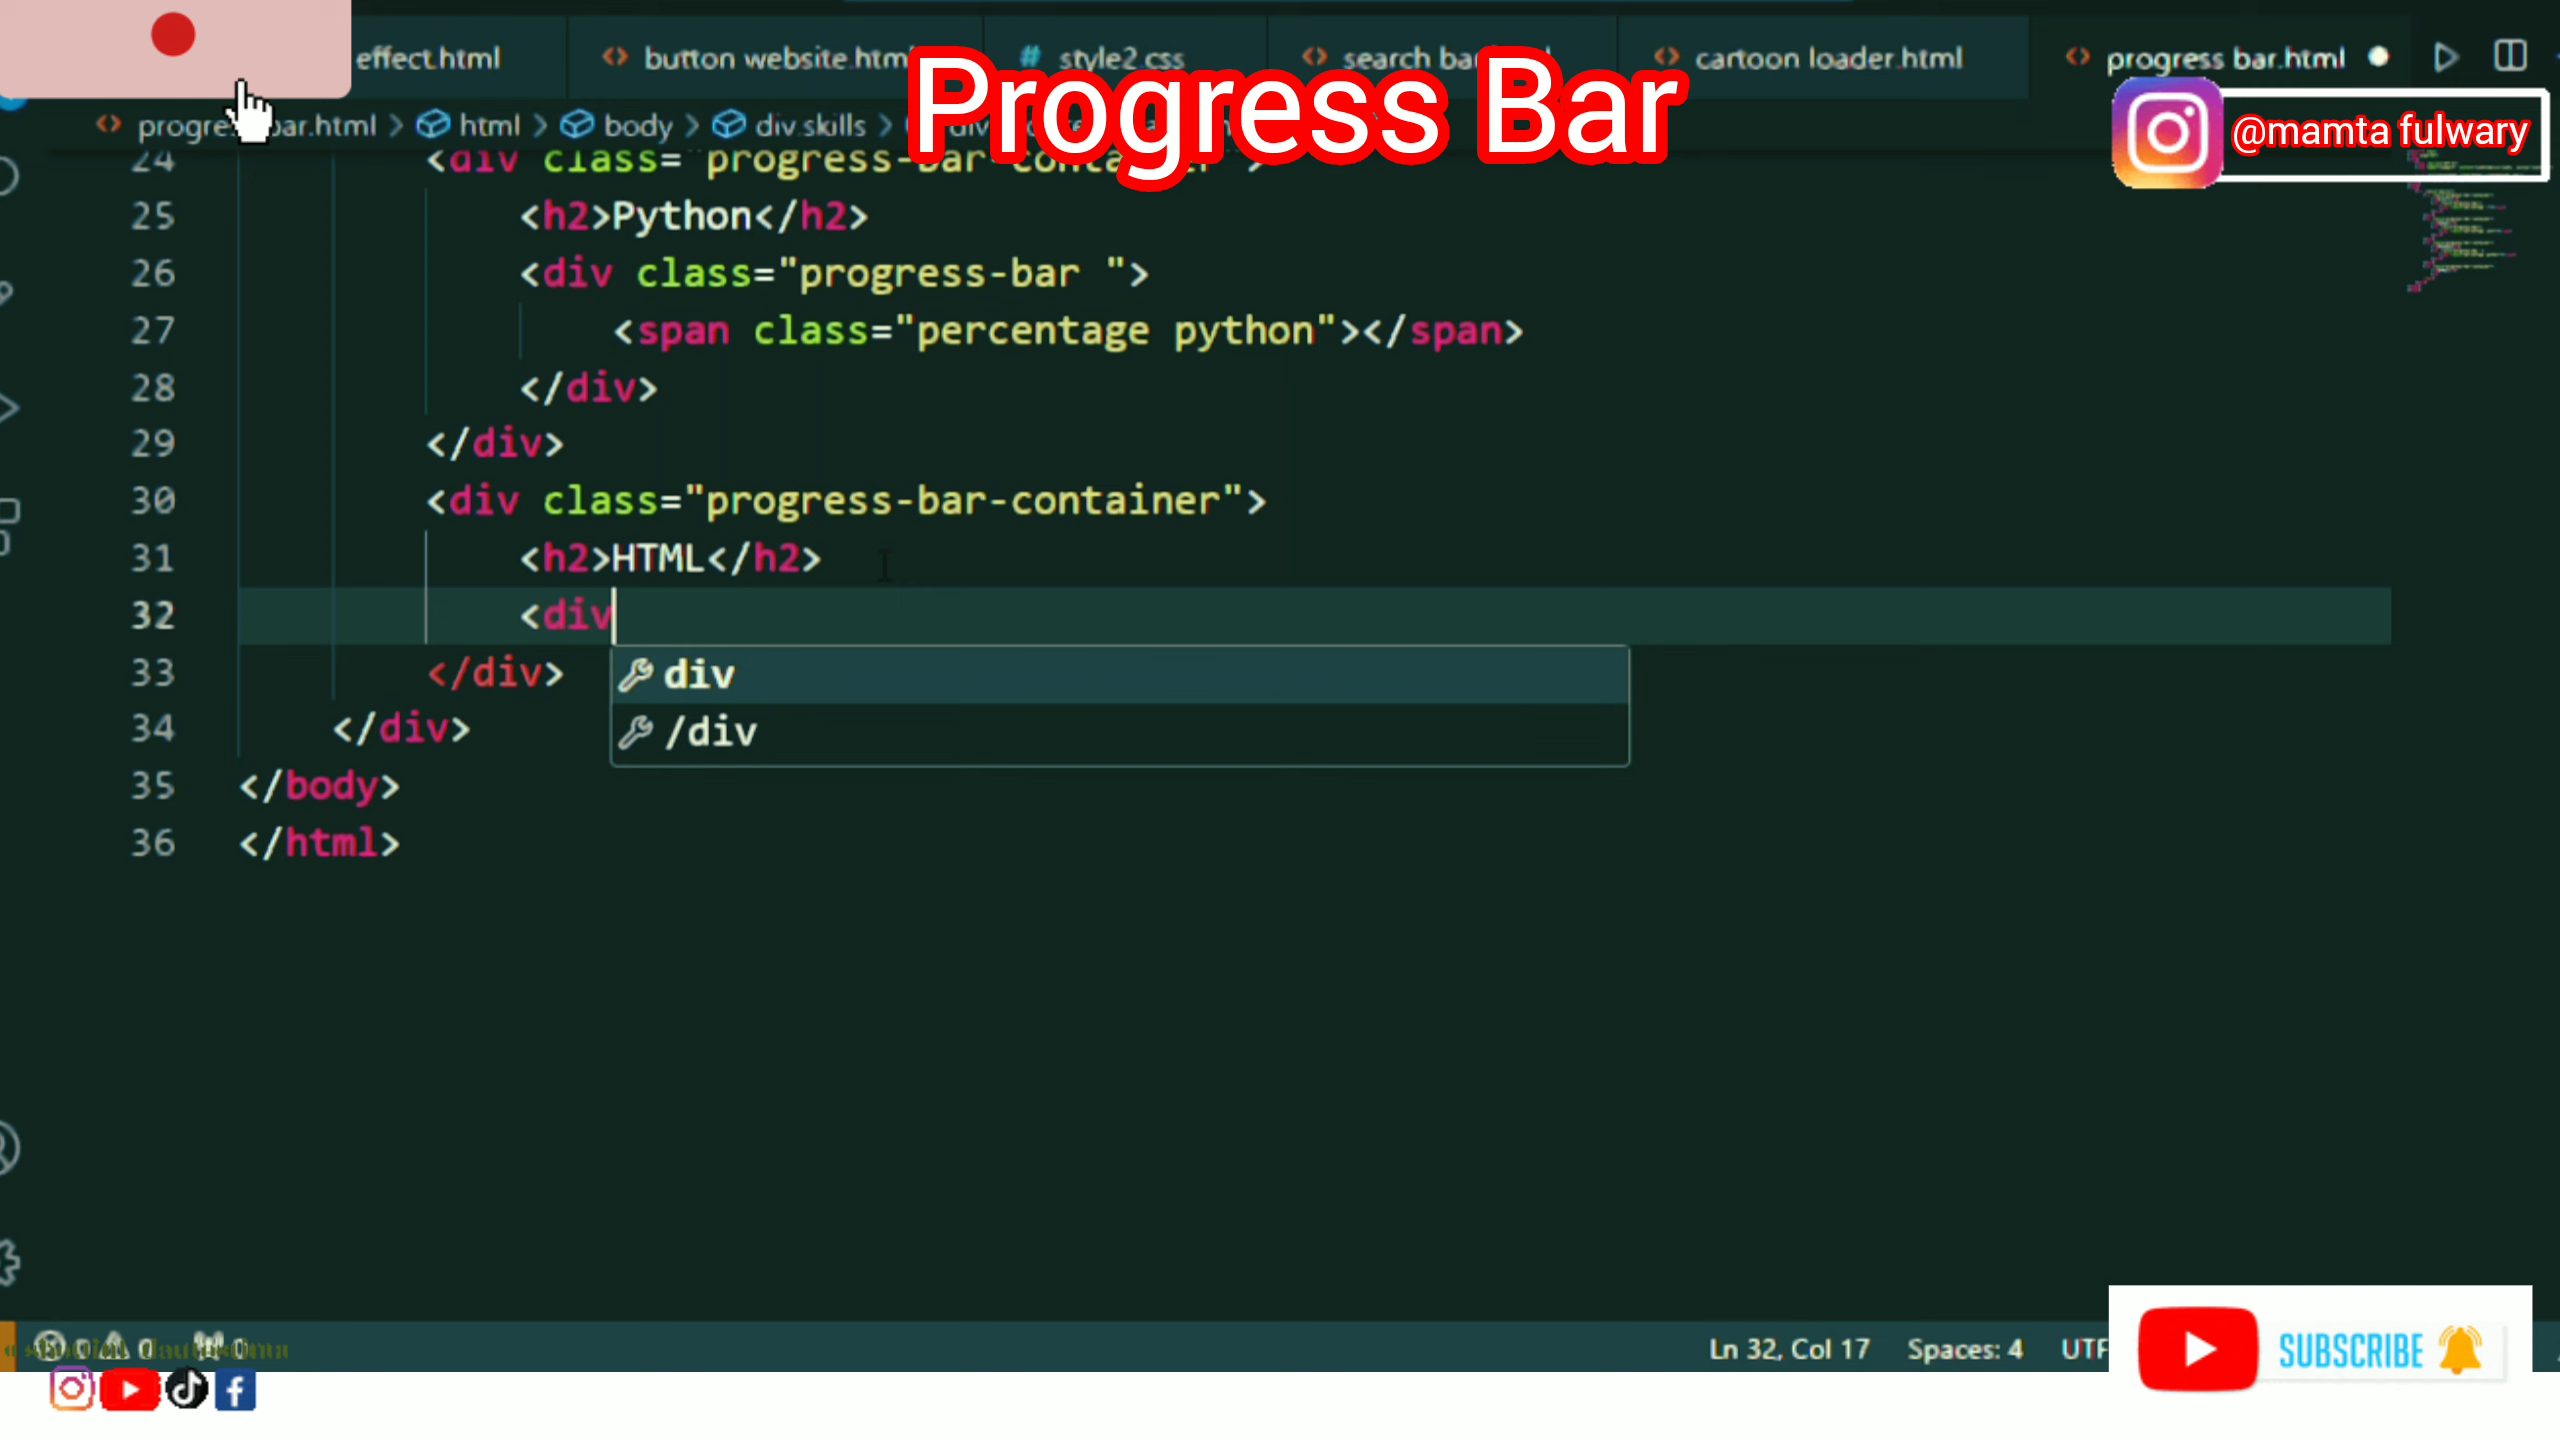 effect.html
button website.html
# style2.css
search ba
cartoon loader.html
progress bar.html
Progress Bar
@mamta fulwary
progress bar.html > html > body > div.skills >
24 <div class="progress-bar-container">
25 <h2>Python</h2>
26 <div class="progress-bar ">
27 <span class="percentage python"></span>
28 </div>
29 </div>
30 <div class="progress-bar-container">
31 <h2>HTML</h2>
32 <div
div
33 </div>
/div
34 </div>
35 </body>
36 </html>
Ln 32, Col 17
Spaces: 4
UTF
SUBSCRIBE